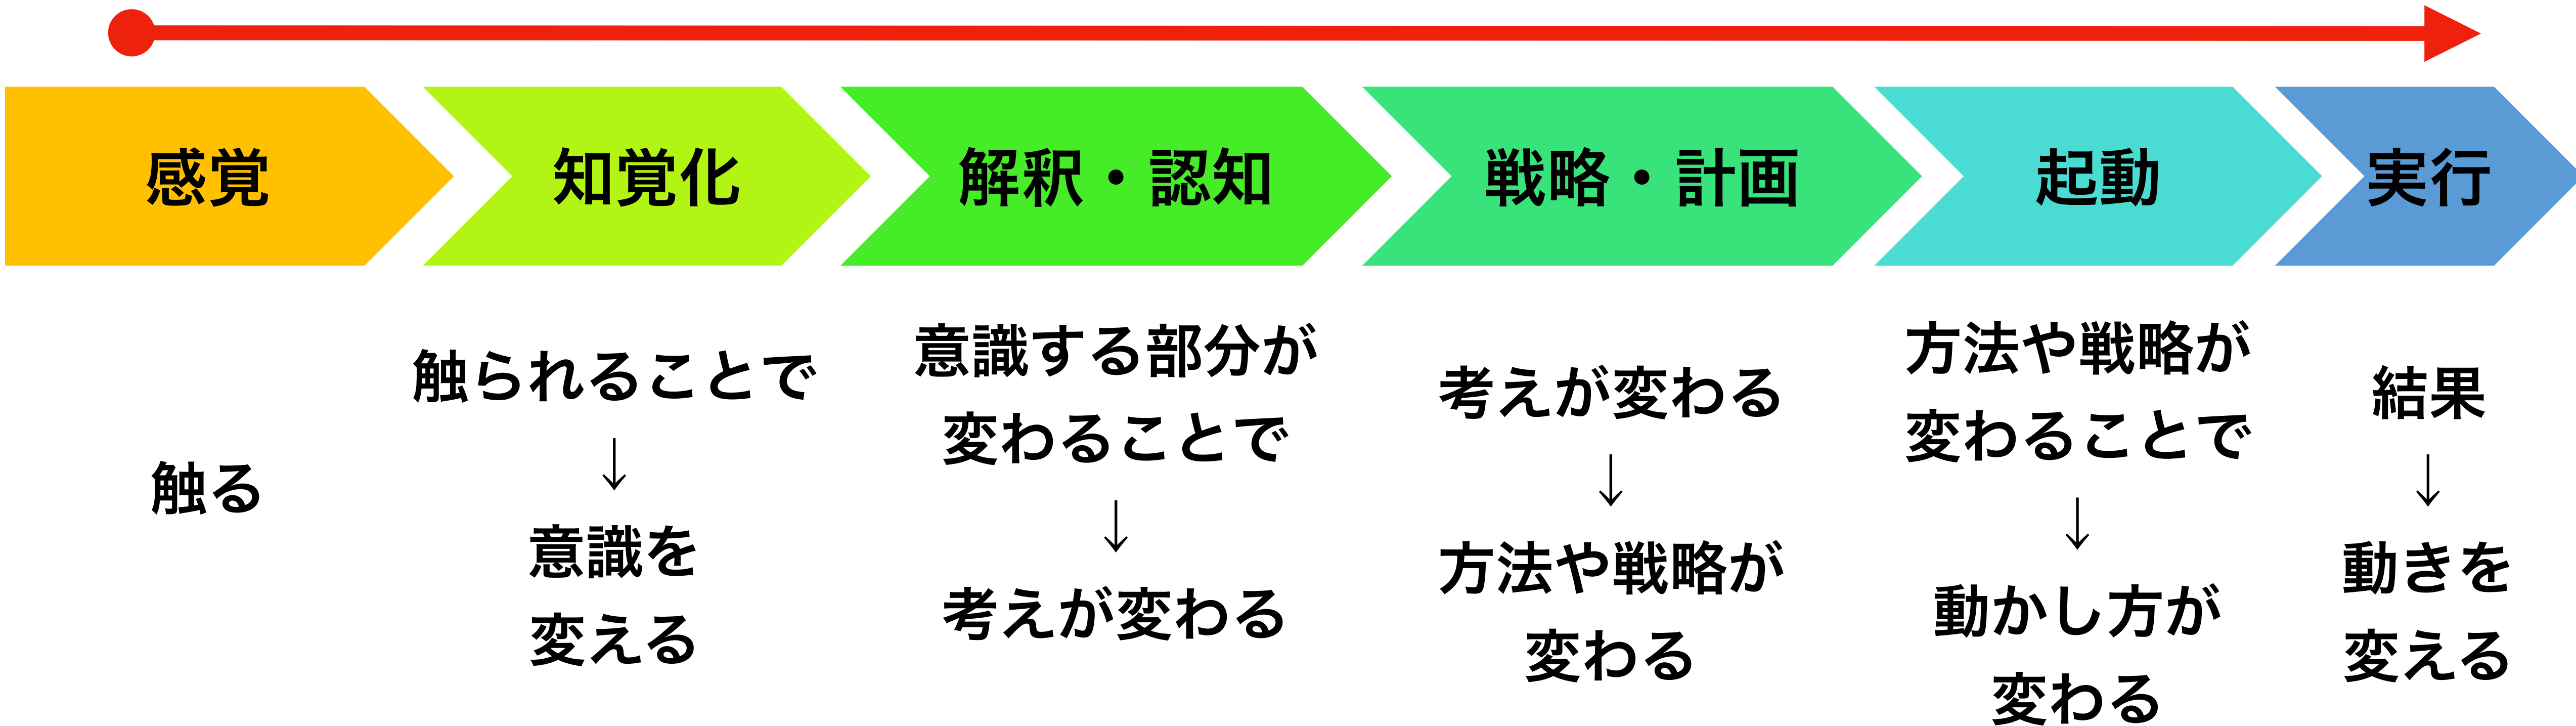 感覚
知覚化
解釈・認知
戦略・計画
起動
実行
触る
触られることで
↓
意識を
変える
意識する部分が
変わることで
↓
考えが変わる
考えが変わる
↓
方法や戦略が
変わる
方法や戦略が
変わることで
↓
動かし方が
変わる
結果
↓
動きを
変える